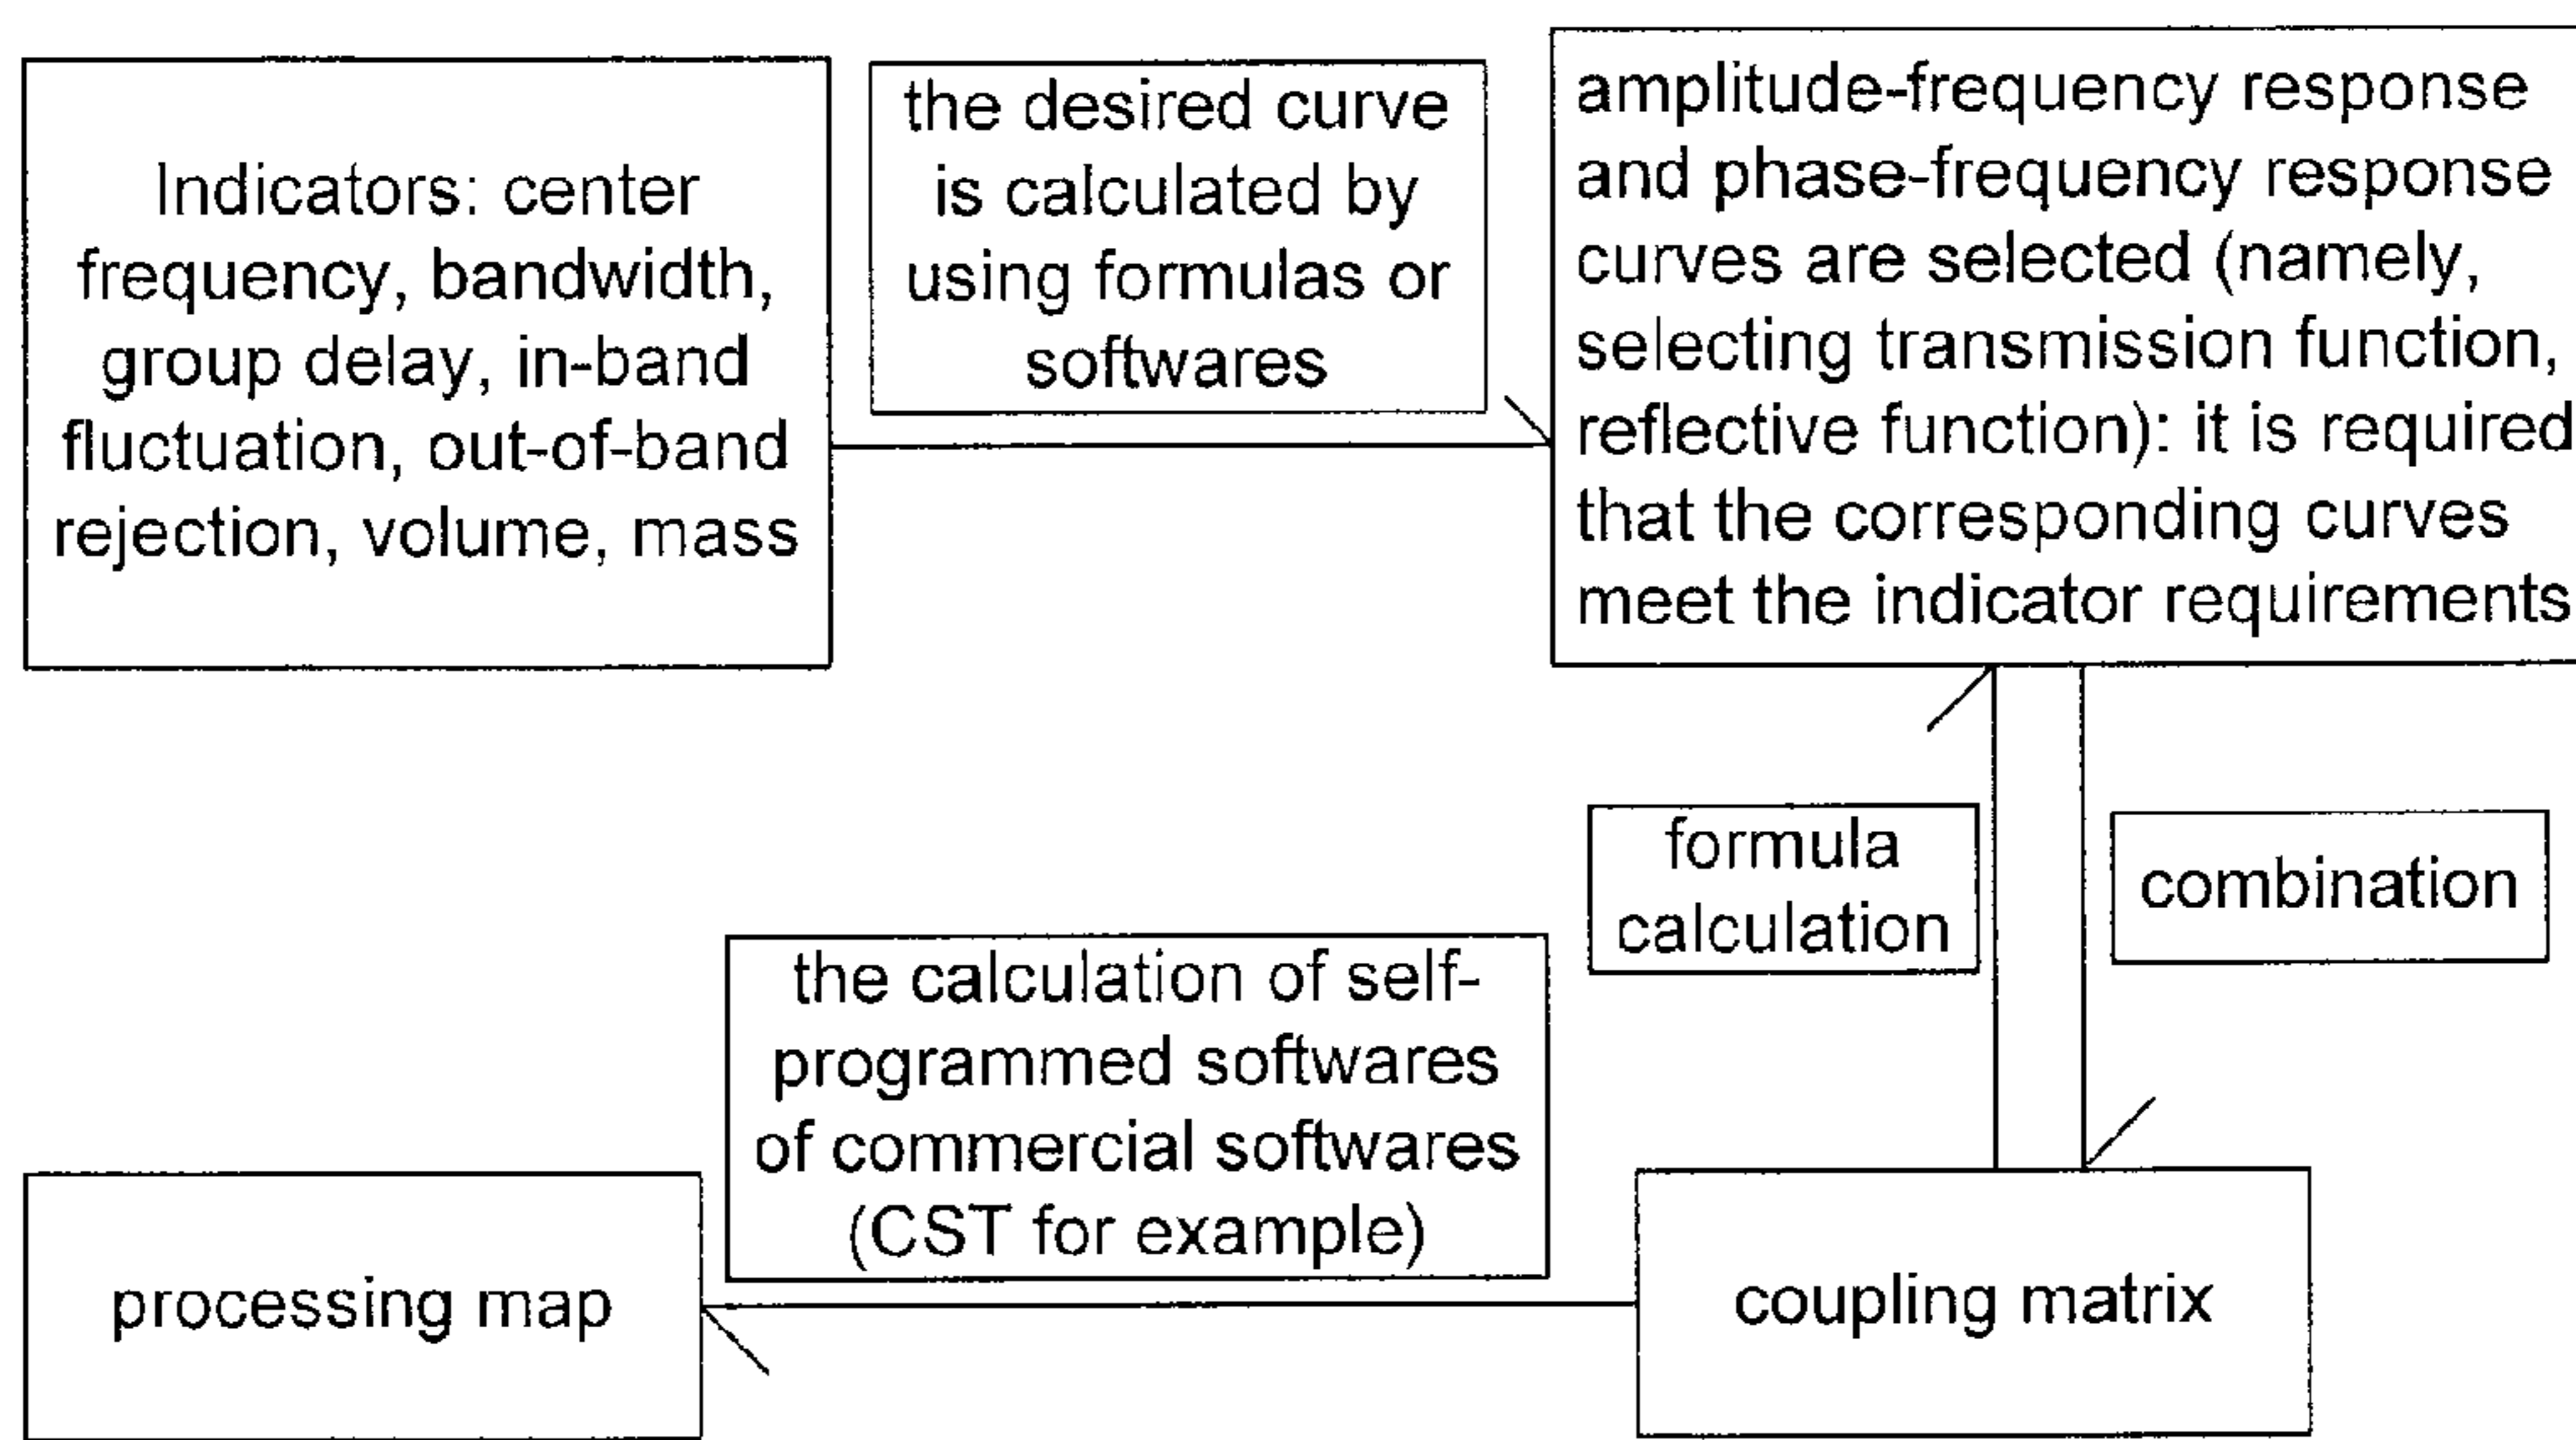 Indicators: center
frequency, bandwidth,
group delay, in-band
fluctuation, out-of-band
rejection, volume, mass
the desired curve
is calculated by
using formulas or
softwares
amplitude-frequency response
and phase-frequency response
curves are selected (namely,
selecting transmission function,
reflective function): it is required
that the corresponding curves
meet the indicator requirements
formula
calculation
combination
the calculation of self-
programmed softwares
of commercial softwares
(CST for example)
processing map
coupling matrix